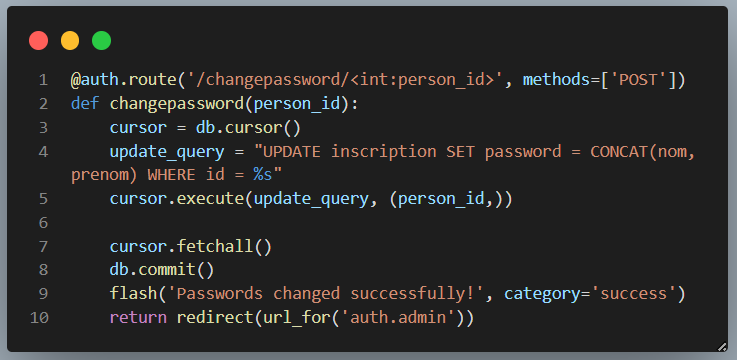 1 @auth.route('/changepassword/<int:person_id>', methods=['POST'])
2 def changepassword(person_id):
3     cursor = db.cursor()
4     update_query = "UPDATE inscription SET password = CONCAT(nom,
prenom) WHERE id = %s"
5     cursor.execute(update_query, (person_id,))
6
7     cursor.fetchall()
8     db.commit()
9     flash('Passwords changed successfully!', category='success')
10     return redirect(url_for('auth.admin'))